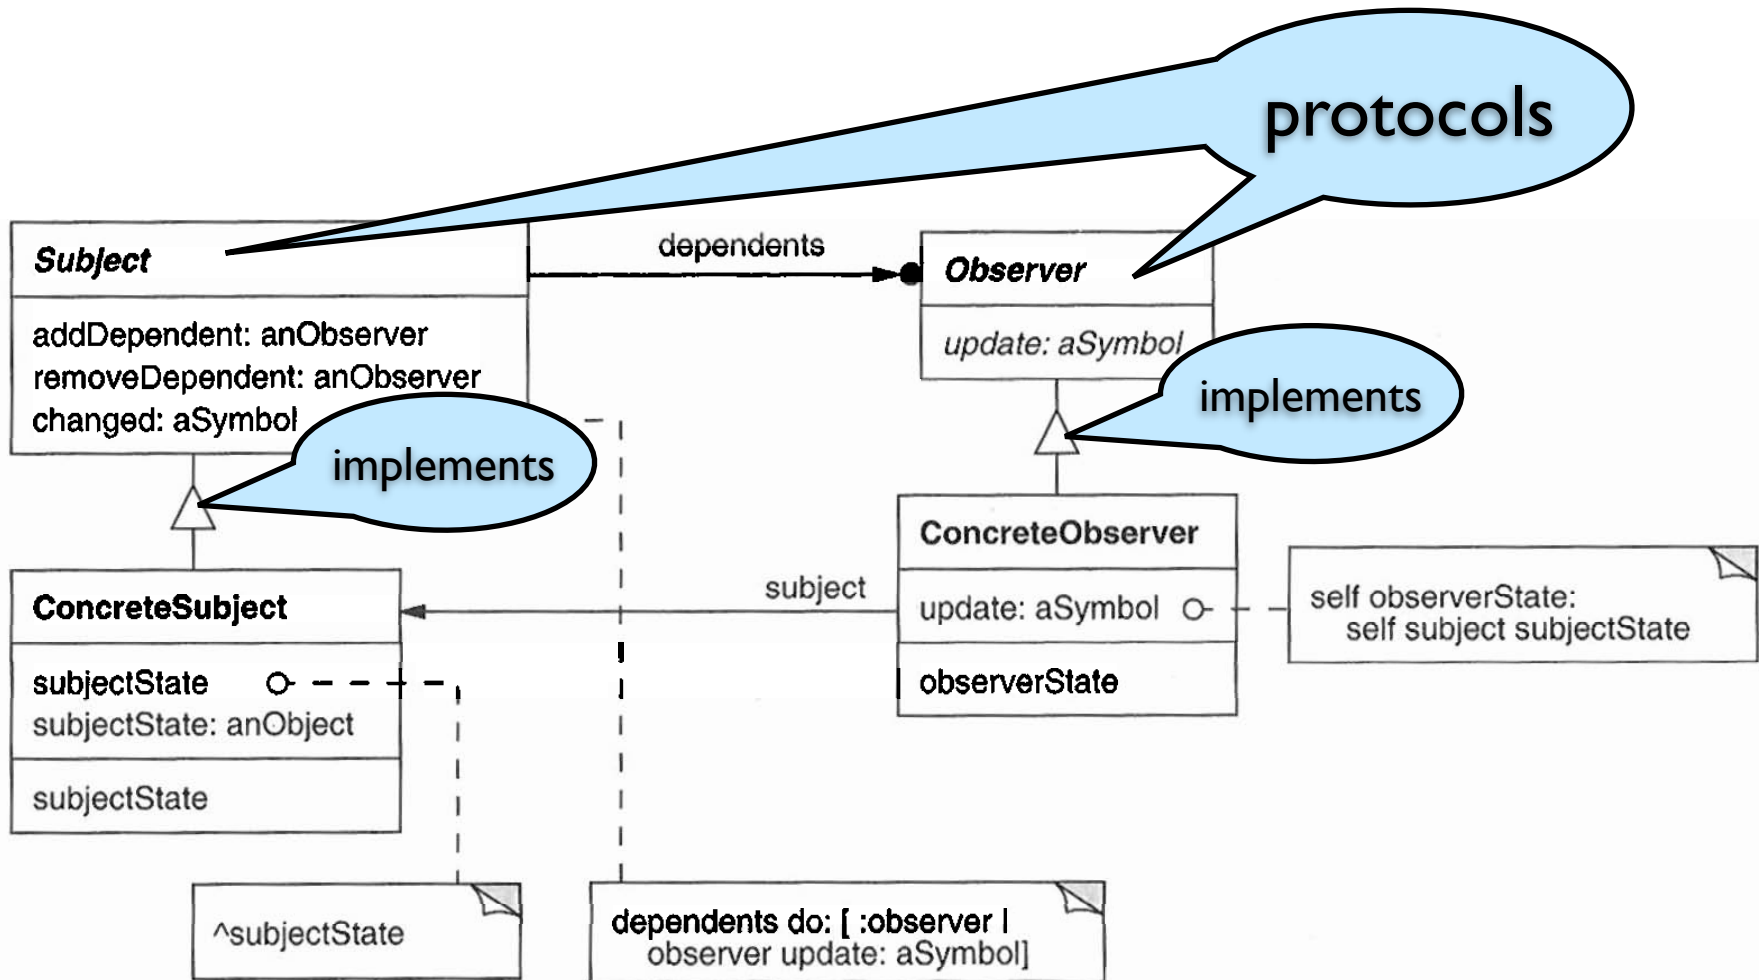 protocols
Subject
addDependent: anObserver
removeDependent: anObserver
changed: aSymbol
implements
dependents
Observer
update: aSymbol
implements
ConcreteSubject
subjectState
subjectState: anObject
subjectState
subject
ConcreteObserver
update: aSymbol
observerState
self observerState:
self subject subjectState
^subjectState
dependents do: [ :observer |
observer update: aSymbol]